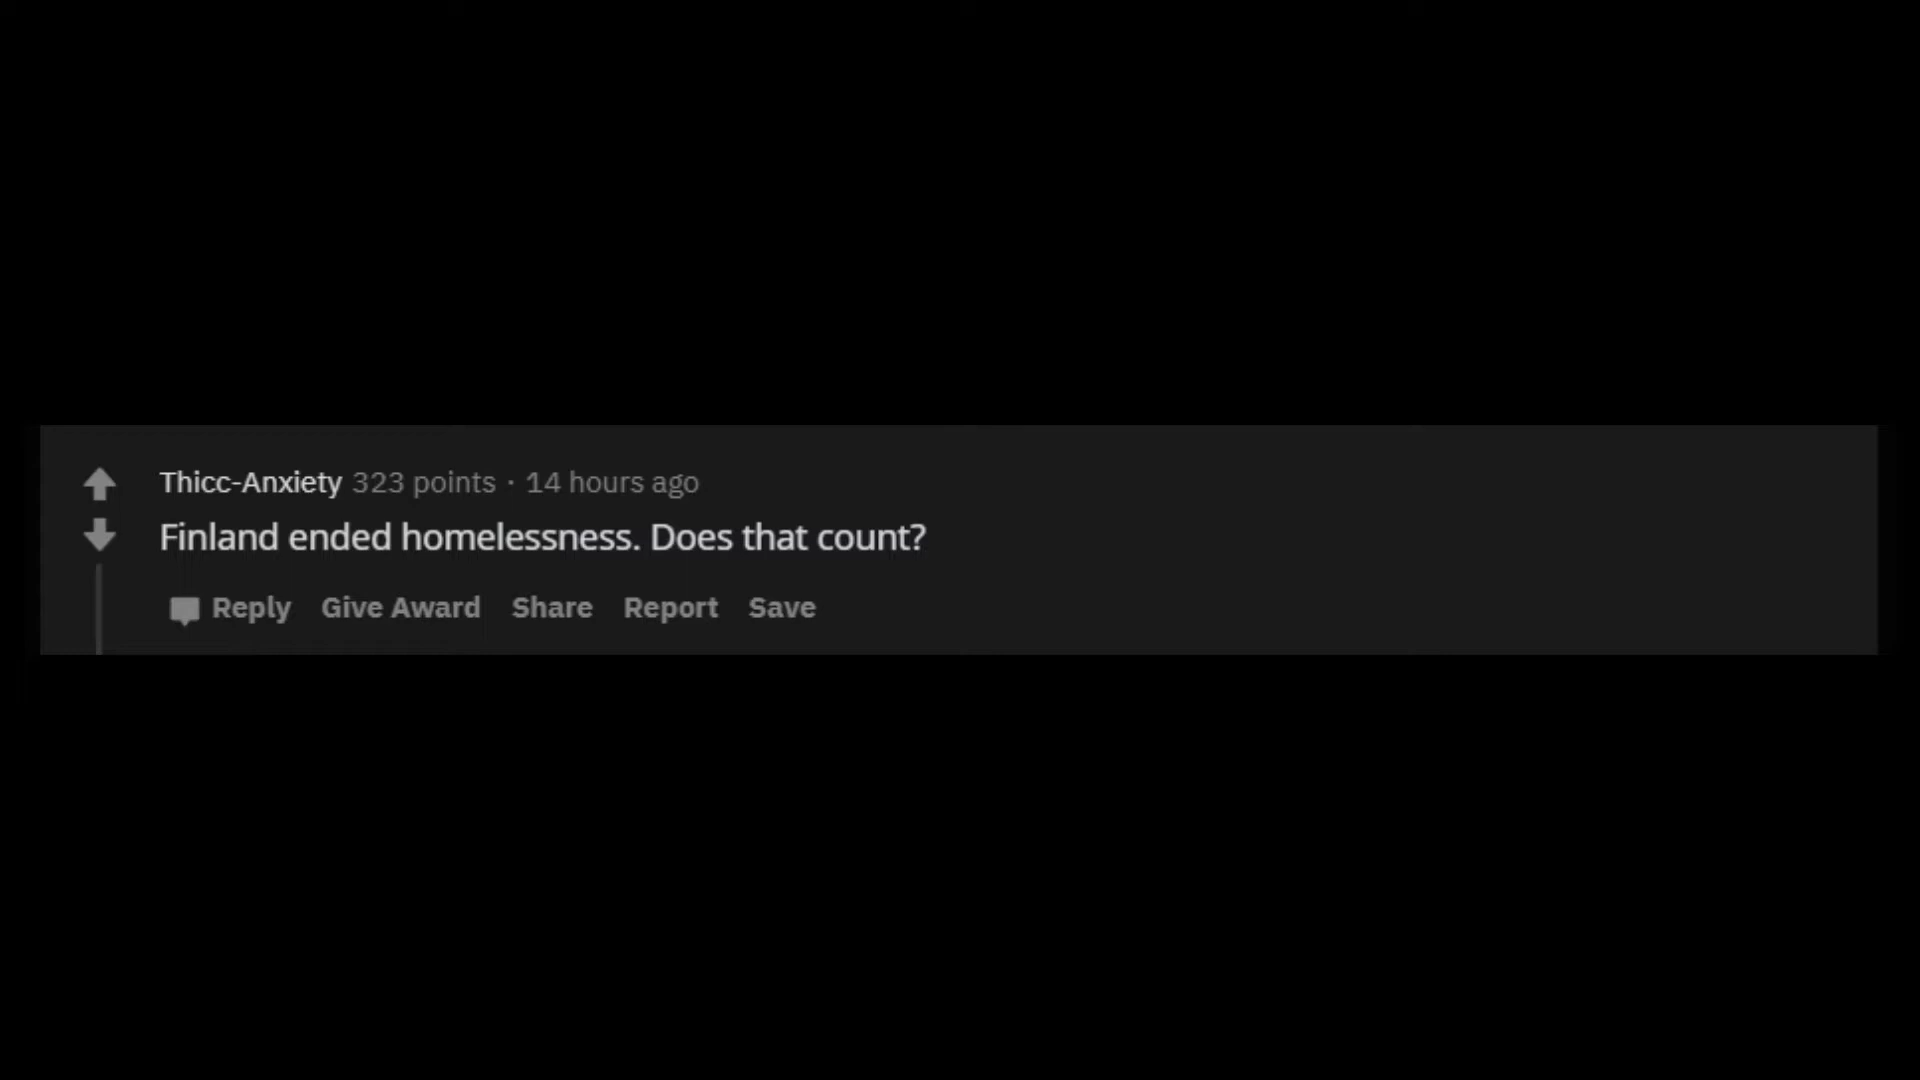 Thicc-Anxiety 323 points · 14 hours ago
Finland ended homelessness. Does that count?
Reply Give Award Share Report Save